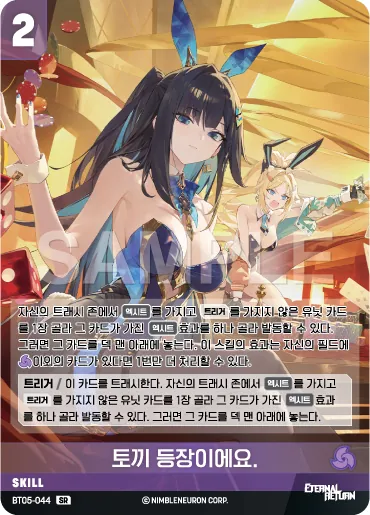 2
SAMPLE
자신의 트래시 존에서 엑시트 를 가지고 트리거 를 가지지 않은 유닛 카드
를 1장 골라 그 카드가 가진 엑시트 효과를 하나 골라 발동할 수 있다.
그러면 그 카드를 덱 맨 아래에 놓는다. 이 스킬의 효과는 자신의 필드에
이외의 카드가 있다면 1번만 더 처리할 수 있다.
트리거 / 이 카드를 트래시한다. 자신의 트래시 존에서 엑시트 를 가지고
트리거 를 가지지 않은 유닛 카드를 1장 골라 그 카드가 가진 엑시트 효과
를 하나 골라 발동할 수 있다. 그러면 그 카드를 덱 맨 아래에 놓는다.
토끼 등장이에요.
SKILL
BT05-044 SR ⓒ NIMBLENEURON CORP. ETERNAL RETURN